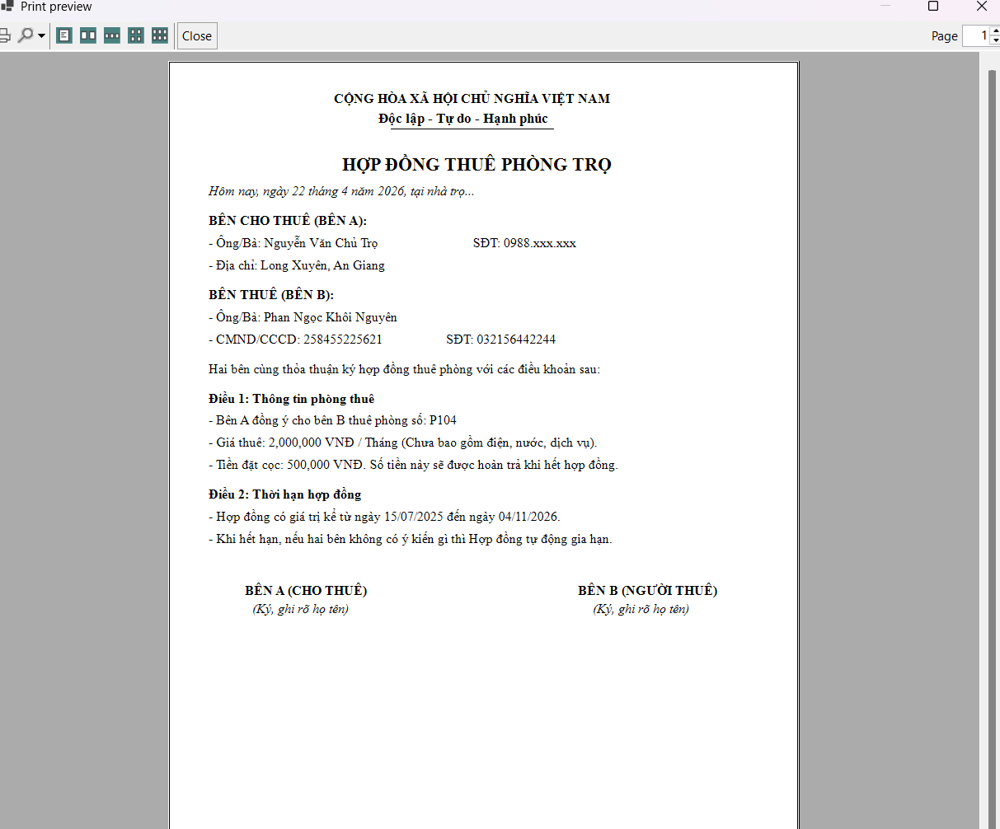 Print preview
Close
Page 1
CỘNG HÒA XÃ HỘI CHỦ NGHĨA VIỆT NAM
Độc lập - Tự do - Hạnh phúc
HỢP ĐỒNG THUÊ PHÒNG TRỌ
Hôm nay, ngày 22 tháng 4 năm 2026, tại nhà trọ...
BÊN CHO THUÊ (BÊN A):
- Ông/Bà: Nguyễn Văn Chủ Trọ SĐT: 0988.xxx.xxx
- Địa chỉ: Long Xuyên, An Giang
BÊN THUÊ (BÊN B):
- Ông/Bà: Phan Ngọc Khôi Nguyên
- CMND/CCCD: 258455225621 SĐT: 032156442244
Hai bên cùng thỏa thuận ký hợp đồng thuê phòng với các điều khoản sau:
Điều 1: Thông tin phòng thuê
- Bên A đồng ý cho bên B thuê phòng số: P104
- Giá thuê: 2,000,000 VNĐ / Tháng (Chưa bao gồm điện, nước, dịch vụ).
- Tiền đặt cọc: 500,000 VNĐ. Số tiền này sẽ được hoàn trả khi hết hợp đồng.
Điều 2: Thời hạn hợp đồng
- Hợp đồng có giá trị kể từ ngày 15/07/2025 đến ngày 04/11/2026.
- Khi hết hạn, nếu hai bên không có ý kiến gì thì Hợp đồng tự động gia hạn.
BÊN A (CHO THUÊ) BÊN B (NGƯỜI THUÊ)
(Ký, ghi rõ họ tên) (Ký, ghi rõ họ tên)